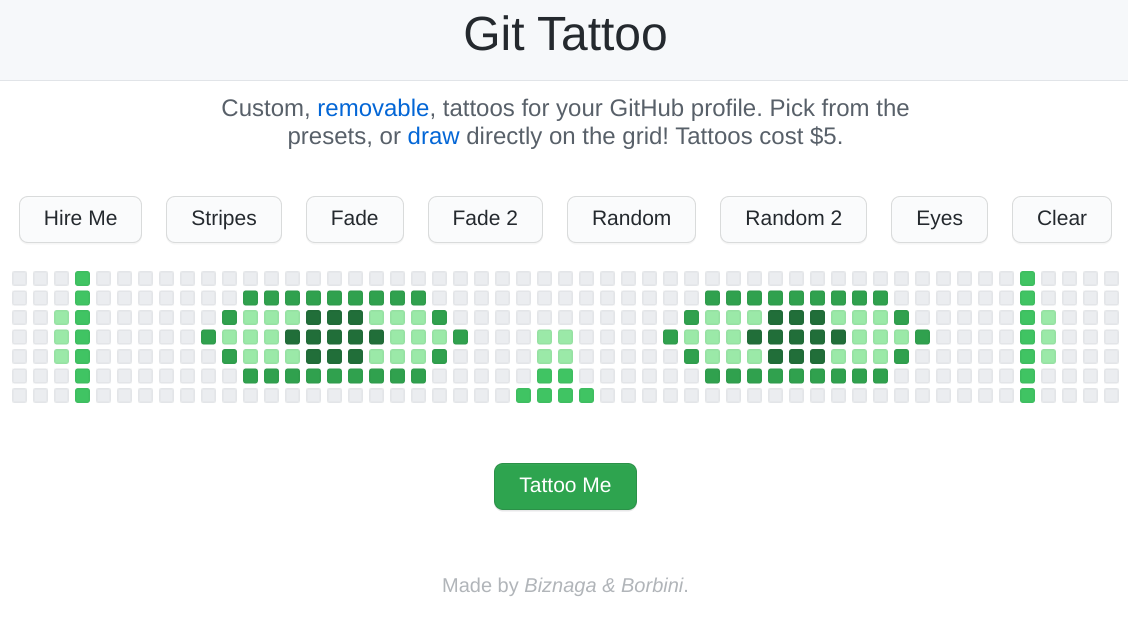 Git Tattoo
Custom, removable, tattoos for your GitHub profile. Pick from the
presets, or draw directly on the grid! Tattoos cost $5.
Hire Me Stripes Fade Fade 2 Random Random 2 Eyes Clear
Tattoo Me
Made by Biznaga & Borbini.